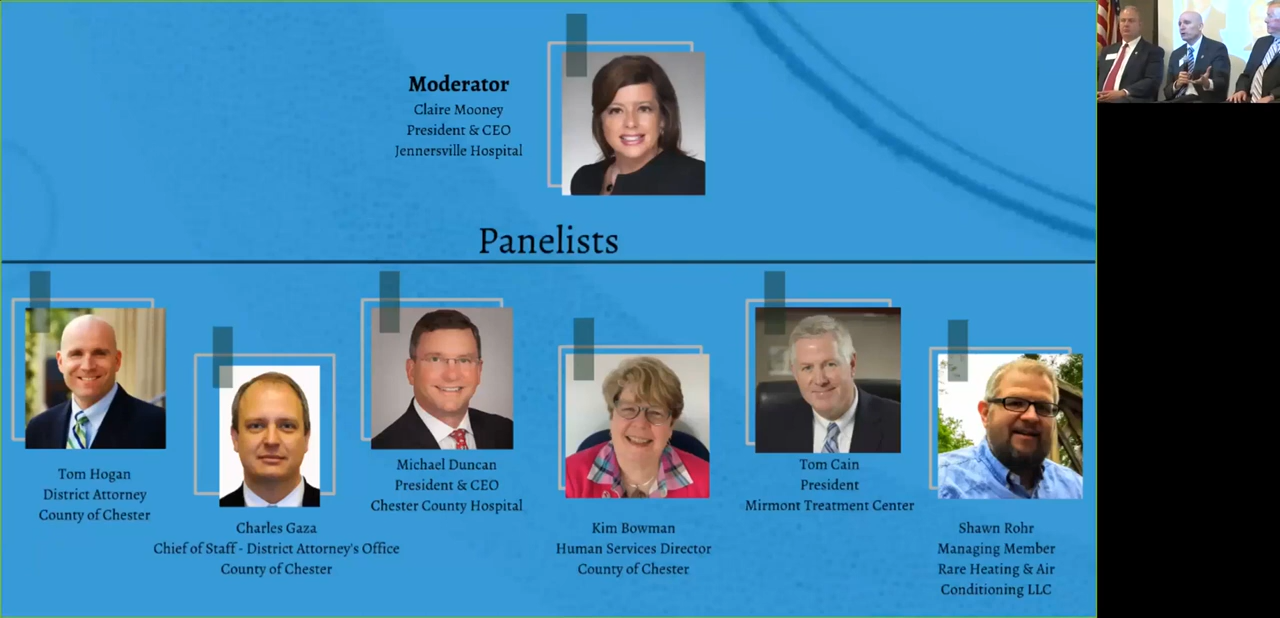 Moderator
Claire Mooney
President & CEO
Jennersville Hospital
Panelists
Tom Hogan
District Attorney
County of Chester
Charles Gaza
Chief of Staff - District Attorney's Office
County of Chester
Michael Duncan
President & CEO
Chester County Hospital
Kim Bowman
Human Services Director
County of Chester
Tom Cain
President
Mirmont Treatment Center
Shawn Rohr
Managing Member
Rare Heating & Air
Conditioning LLC